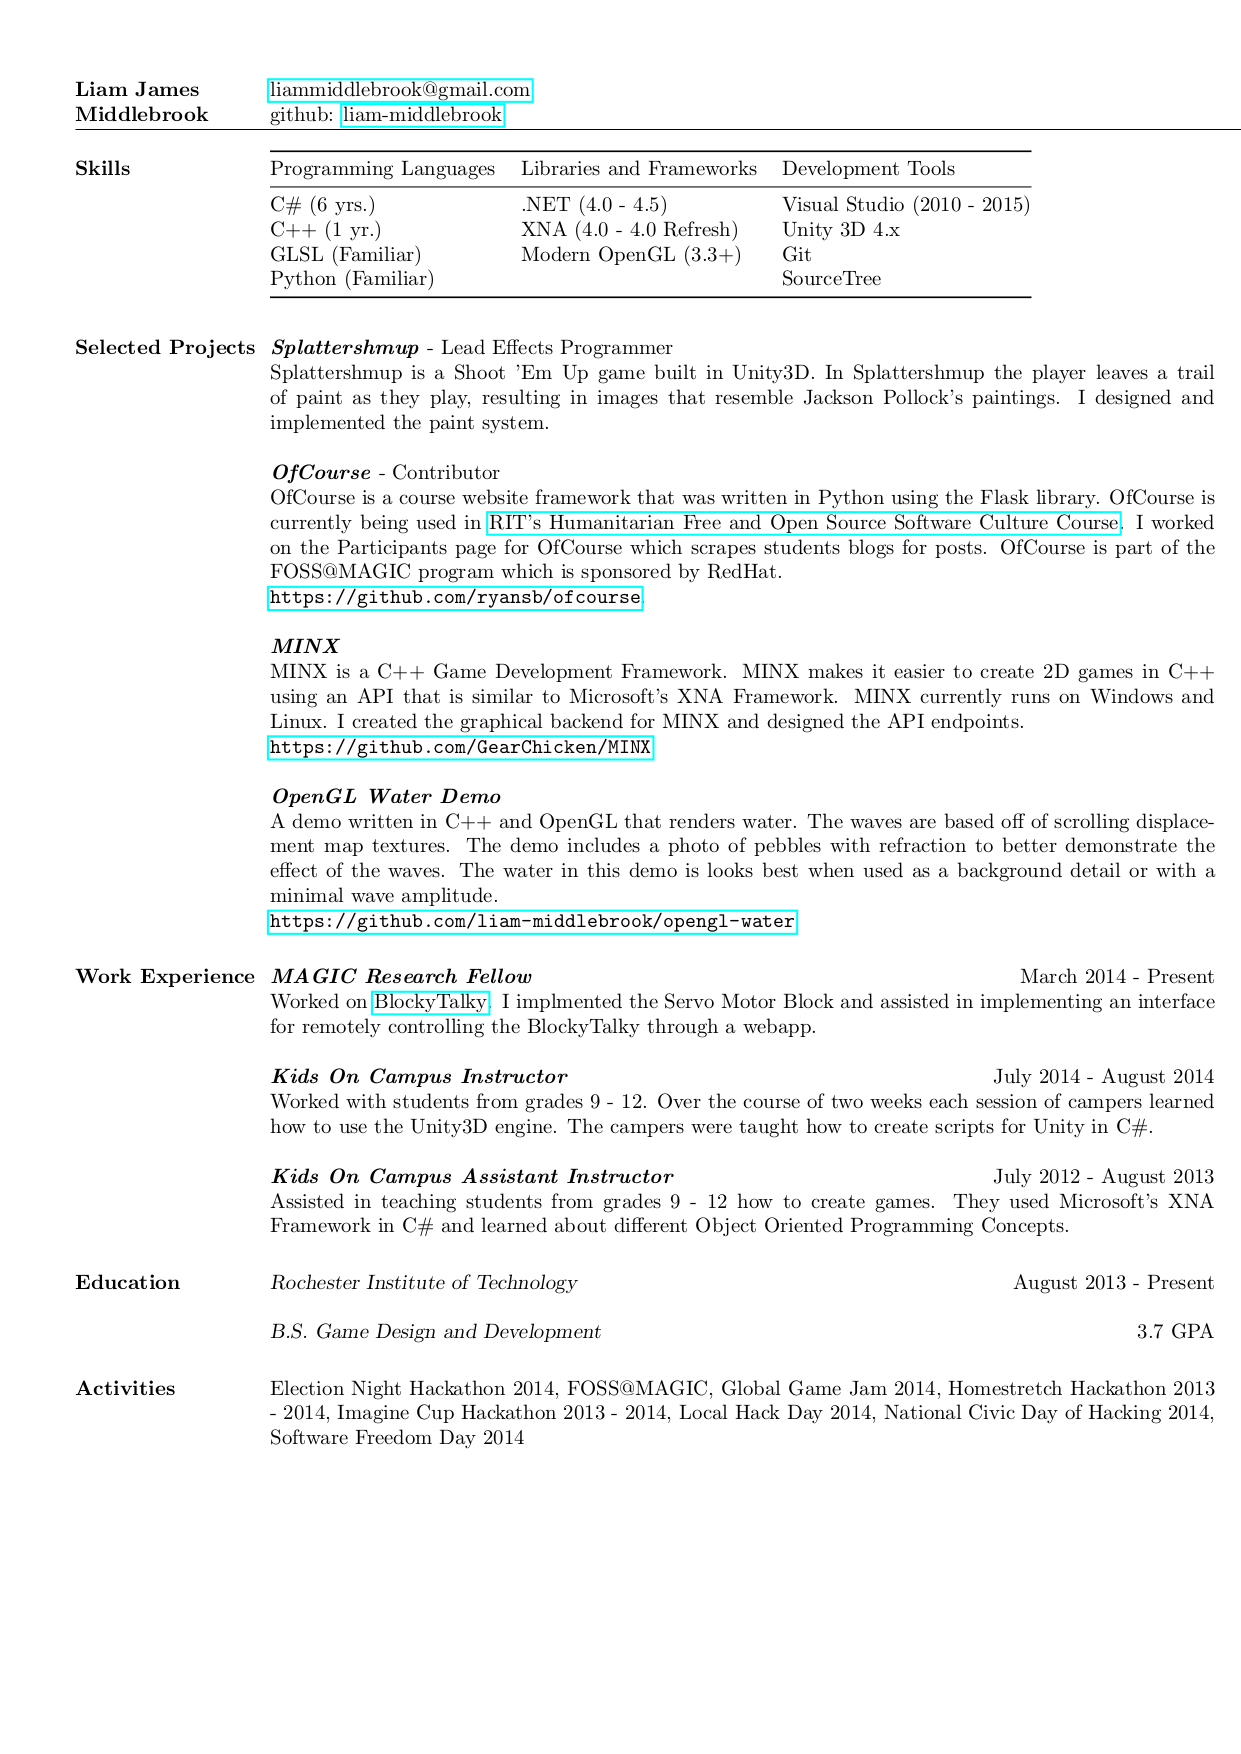 Liam James
Middlebrook
liammiddlebrook@gmail.com
github: liam-middlebrook
Skills
Programming Languages Libraries and Frameworks Development Tools
C# (6 yrs.) .NET (4.0 - 4.5) Visual Studio (2010 - 2015)
C++ (1 yr.) XNA (4.0 - 4.0 Refresh) Unity 3D 4.x
GLSL (Familiar) Modern OpenGL (3.3+) Git
Python (Familiar) SourceTree
Selected Projects
Splattershmup - Lead Effects Programmer
Splattershmup is a Shoot 'Em Up game built in Unity3D. In Splattershmup the player leaves a trail
of paint as they play, resulting in images that resemble Jackson Pollock's paintings. I designed and
implemented the paint system.
OfCourse - Contributor
OfCourse is a course website framework that was written in Python using the Flask library. OfCourse is
currently being used in RIT's Humanitarian Free and Open Source Software Culture Course. I worked
on the Participants page for OfCourse which scrapes students blogs for posts. OfCourse is part of the
FOSS@MAGIC program which is sponsored by RedHat.
https://github.com/ryansb/ofcourse
MINX
MINX is a C++ Game Development Framework. MINX makes it easier to create 2D games in C++
using an API that is similar to Microsoft's XNA Framework. MINX currently runs on Windows and
Linux. I created the graphical backend for MINX and designed the API endpoints.
https://github.com/GearChicken/MINX
OpenGL Water Demo
A demo written in C++ and OpenGL that renders water. The waves are based off of scrolling displace-
ment map textures. The demo includes a photo of pebbles with refraction to better demonstrate the
effect of the waves. The water in this demo is looks best when used as a background detail or with a
minimal wave amplitude.
https://github.com/liam-middlebrook/opengl-water
Work Experience
MAGIC Research Fellow March 2014 - Present
Worked on BlockyTalky. I implmented the Servo Motor Block and assisted in implementing an interface
for remotely controlling the BlockyTalky through a webapp.
Kids On Campus Instructor July 2014 - August 2014
Worked with students from grades 9 - 12. Over the course of two weeks each session of campers learned
how to use the Unity3D engine. The campers were taught how to create scripts for Unity in C#.
Kids On Campus Assistant Instructor July 2012 - August 2013
Assisted in teaching students from grades 9 - 12 how to create games. They used Microsoft's XNA
Framework in C# and learned about different Object Oriented Programming Concepts.
Education
Rochester Institute of Technology August 2013 - Present
B.S. Game Design and Development 3.7 GPA
Activities
Election Night Hackathon 2014, FOSS@MAGIC, Global Game Jam 2014, Homestretch Hackathon 2013
- 2014, Imagine Cup Hackathon 2013 - 2014, Local Hack Day 2014, National Civic Day of Hacking 2014,
Software Freedom Day 2014